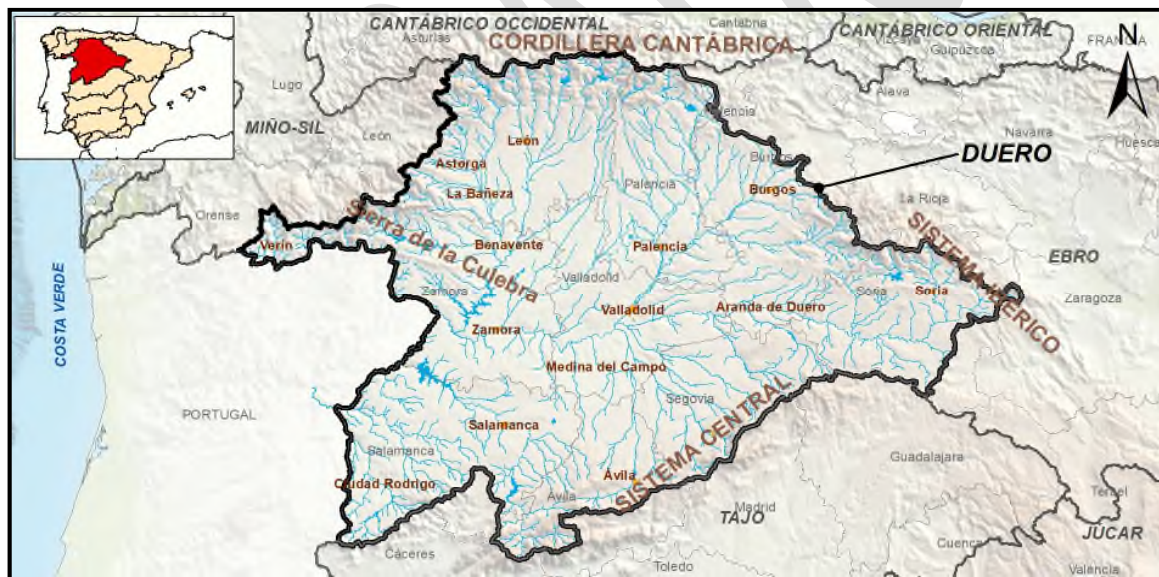 CANTÁBRICO OCCIDENTAL
Asturias
Cantabria
CANTÁBRICO ORIENTAL
Vizcaya
Guipúzcoa
FRANCIA
CORDILLERA CANTÁBRICA
N
Lugo
Alava
MIÑO-SIL
León
Palencia
Navarra
Huesca
León
Burgos
DUERO
Astorga
La Bañeza
Palencia
Burgos
La Rioja
Orense
Sierra de la Culebra
SISTEMA IBÉRICO
Verín
Benavente
Palencia
EBRO
COSTA VERDE
Zamora
Valladolid
Soria
Soria
Zaragoza
Zamora
Valladolid
Aranda de Duero
Medina del Campo
PORTUGAL
Segovia
SISTEMA CENTRAL
Salamanca
Salamanca
Guadalajara
Ciudad Rodrigo
Ávila
Ávila
Teruel
Madrid
TAJO
JÚCAR
Cáceres
Cuenca
Toledo
Valencia